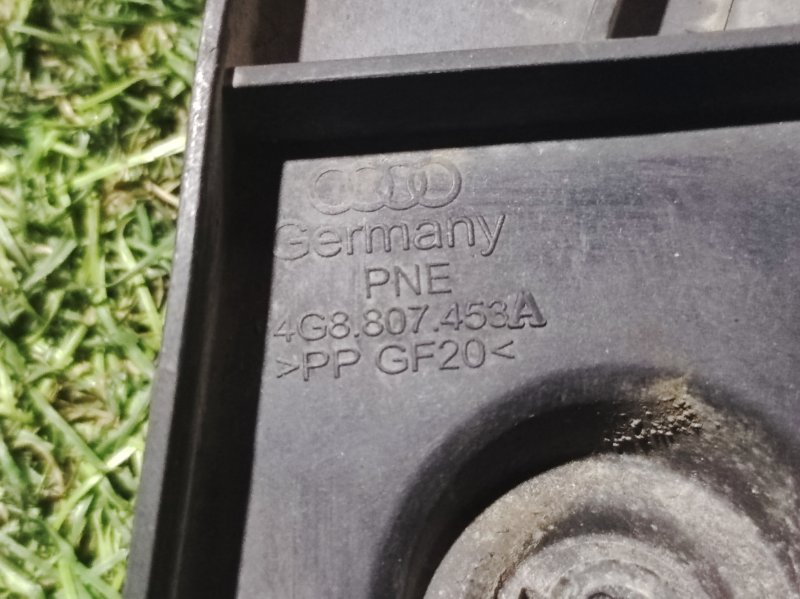 Germany
PNE
4G8.807.453A
>PP GF20<